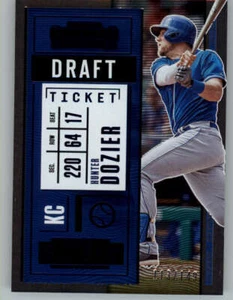 DRAFT
TICKET
SEC. ROW SEAT
220 64 17
HUNTER
DOZIER
KC